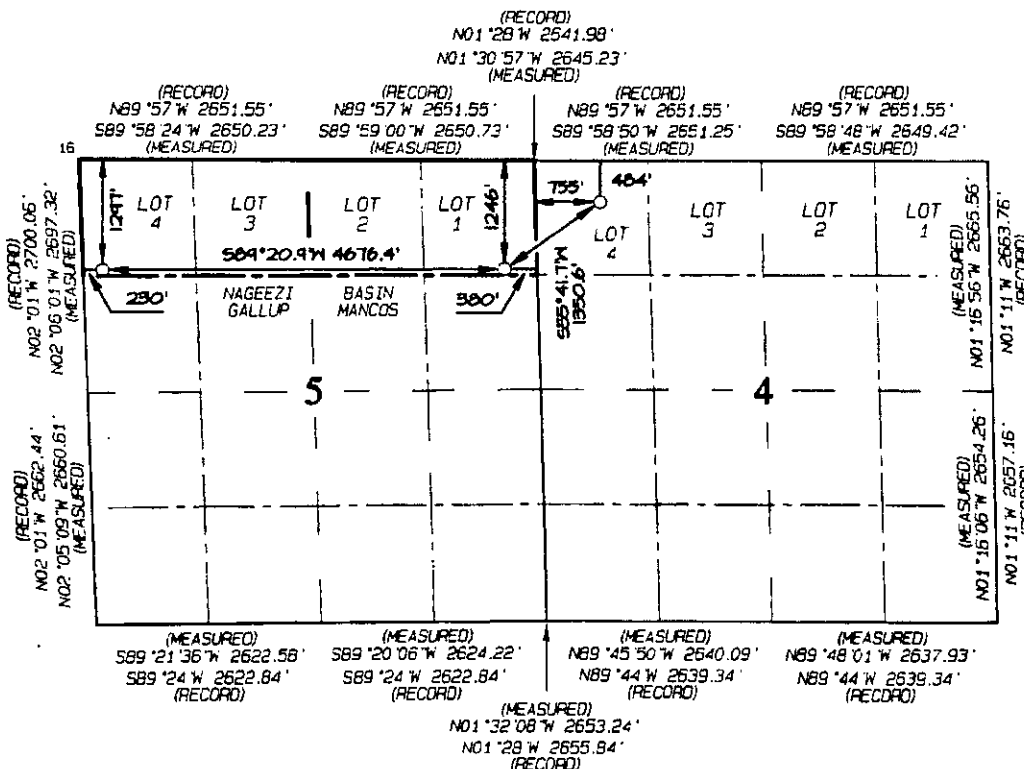 (RECORD)
N01°28'W 2541.98'
N01°30'57"W 2645.23'
(MEASURED)
(RECORD)
N89°57'W 2651.55'
S89°58'24"W 2650.23'
(MEASURED)
(RECORD)
N89°57'W 2651.55'
S89°59'00"W 2650.73'
(MEASURED)
(RECORD)
N89°57'W 2651.55'
S89°58'50"W 2651.25'
(MEASURED)
(RECORD)
N89°57'W 2651.55'
S89°58'48"W 2649.42'
(MEASURED)
16
1297'
LOT
4
LOT
3
LOT
2
LOT
1
1246'
755'
484'
LOT
4
LOT
3
LOT
2
LOT
1
S89°20.9'W 4676.4'
230'
NAGEEZI
GALLUP
BASIN
MANCOS
380'
S55°41.7'W
1350.6'
5
4
(RECORD)
N02°01'W 2700.06'
N02°06'01"W 2697.32'
(MEASURED)
(RECORD)
N02°01'W 2662.44'
N02°05'09"W 2660.61'
(MEASURED)
(MEASURED)
N01°16'56"W 2665.56'
N01°11'W 2663.76'
(RECORD)
(MEASURED)
N01°16'06"W 2654.26'
N01°11'W 2657.16'
(RECORD)
(MEASURED)
S89°21'36"W 2622.58'
S89°24'W 2622.84'
(RECORD)
(MEASURED)
S89°20'06"W 2624.22'
S89°24'W 2622.84'
(RECORD)
(MEASURED)
N89°45'50"W 2640.09'
N89°44'W 2639.34'
(RECORD)
(MEASURED)
N89°48'01"W 2637.93'
N89°44'W 2639.34'
(RECORD)
(MEASURED)
N01°32'08"W 2653.24'
N01°28'W 2655.84'
(RECORD)